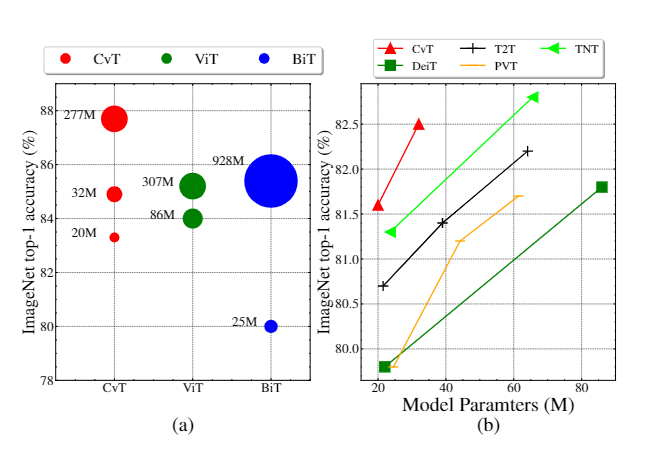 CvT ViT BiT
ImageNet top-1 accuracy (%)
88
86
84
82
80
78
277M
32M
20M
307M
86M
928M
25M
CvT ViT BiT
(a)
CvT T2T TNT
DeiT PVT
ImageNet top-1 accuracy (%)
82.5
82.0
81.5
81.0
80.5
80.0
20 40 60 80
Model Paramters (M)
(b)